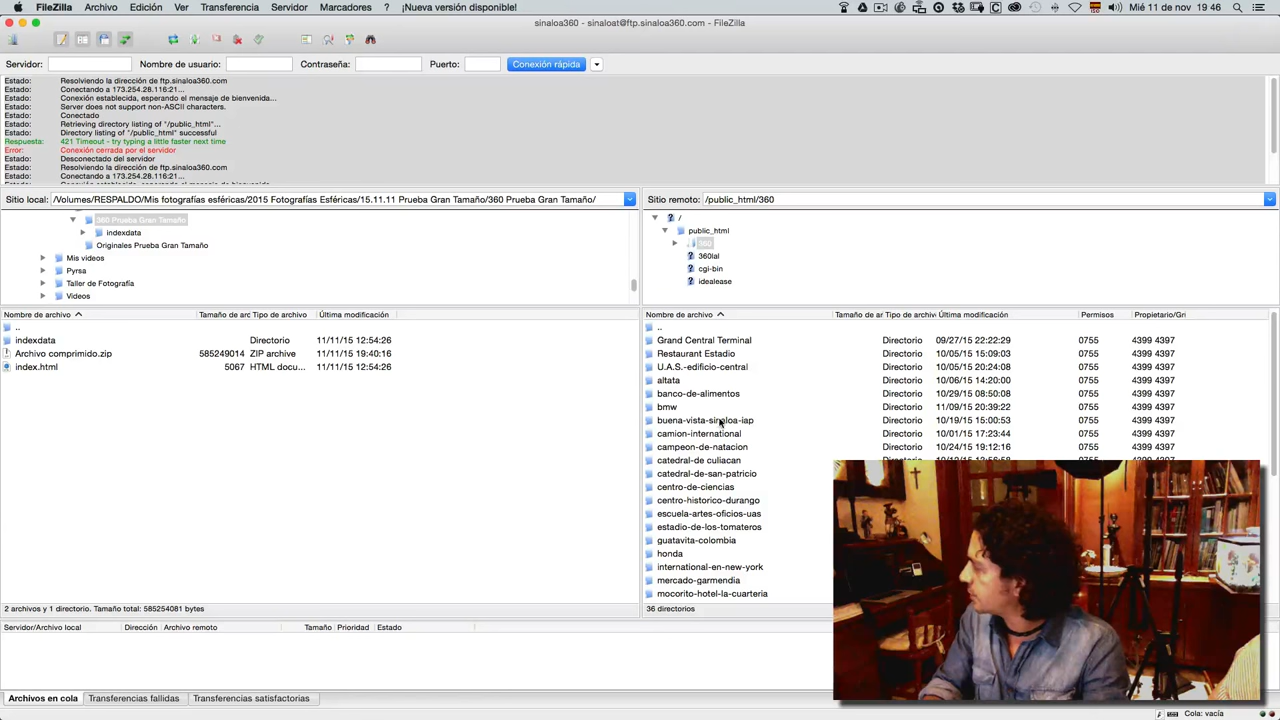 FileZilla Archivo Edición Ver Transferencia Servidor Marcadores ? ¡Nueva versión disponible! Mié 11 de nov 19:46
sinaloa360 - sinaloat@ftp.sinaloa360.com - FileZilla
Servidor: Nombre de usuario: Contraseña: Puerto: Conexión rápida
Estado: Resolviendo la dirección de ftp.sinaloa360.com
Estado: Conectando a 173.254.28.116:21...
Estado: Conexión establecida, esperando el mensaje de bienvenida...
Estado: Server does not support non-ASCII characters.
Estado: Conectado
Estado: Retrieving directory listing of "/public_html"...
Estado: Directory listing of "/public_html" successful
Respuesta: 421 Timeout - try typing a little faster next time
Error: Conexión cerrada por el servidor
Estado: Desconectado del servidor
Estado: Resolviendo la dirección de ftp.sinaloa360.com
Estado: Conectando a 173.254.28.116:21...
Sitio local: /Volumes/RESPALDO/Mis fotografías esféricas/2015 Fotografías Esféricas/15.11.11 Prueba Gran Tamaño/360 Prueba Gran Tamaño/
360 Prueba Gran Tamaño
indexdata
Originales Prueba Gran Tamaño
Mis videos
Pyrsa
Taller de Fotografía
Videos
Sitio remoto: /public_html/360
/
public_html
360
360lal
cgi-bin
idealease
Nombre de archivo Tamaño de arc Tipo de archivo Última modificación
..
indexdata Directorio 11/11/15 12:54:26
Archivo comprimido.zip 585249014 ZIP archive 11/11/15 19:40:16
index.html 5067 HTML docu... 11/11/15 12:54:26
2 archivos y 1 directorio. Tamaño total: 585254081 bytes
Nombre de archivo Tamaño de arc Tipo de archiv Última modificación Permisos Propietario/Gri
..
Grand Central Terminal Directorio 09/27/15 22:22:29 0755 4399 4397
Restaurant Estadio Directorio 10/05/15 15:09:03 0755 4399 4397
U.A.S.-edificio-central Directorio 10/05/15 20:24:08 0755 4399 4397
altata Directorio 10/06/15 14:20:00 0755 4399 4397
banco-de-alimentos Directorio 10/29/15 08:50:08 0755 4399 4397
bmw Directorio 11/09/15 20:39:22 0755 4399 4397
buena-vista-sinaloa-iap Directorio 10/19/15 15:00:53 0755 4399 4397
camion-international Directorio 10/01/15 17:23:44 0755 4399 4397
campeon-de-natacion Directorio 10/24/15 19:12:16 0755 4399 4397
catedral-de culiacan Directorio
catedral-de-san-patricio
centro-de-ciencias
centro-historico-durango
escuela-artes-oficios-uas
estadio-de-los-tomateros
guatavita-colombia
honda
international-en-new-york
mercado-garmendia
mocorito-hotel-la-cuarteria
36 directorios
Servidor/Archivo local Dirección Archivo remoto Tamaño Prioridad Estado
Archivos en cola Transferencias fallidas Transferencias satisfactorias
Cola: vacía